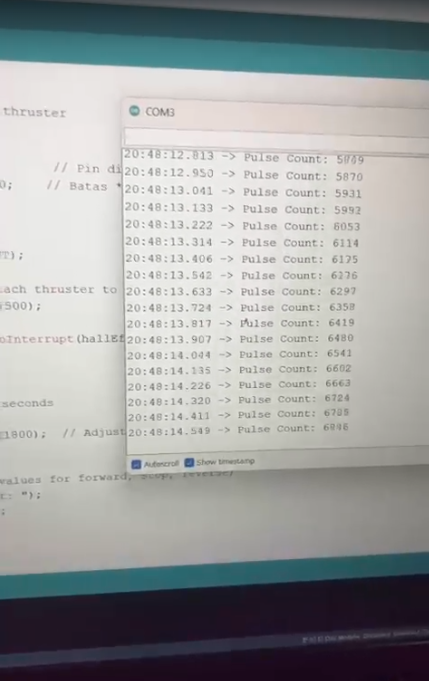 thruster
COM3
20:48:12.813 -> Pulse Count: 5809
// Pin di
20:48:12.950 -> Pulse Count: 5870
0; // Batas
20:48:13.041 -> Pulse Count: 5931
20:48:13.133 -> Pulse Count: 5992
20:48:13.222 -> Pulse Count: 6053
20:48:13.314 -> Pulse Count: 6114
20:48:13.406 -> Pulse Count: 6175
20:48:13.542 -> Pulse Count: 6236
ach thruster to
20:48:13.633 -> Pulse Count: 6297
500);
20:48:13.724 -> Pulse Count: 6358
20:48:13.817 -> Pulse Count: 6419
oInterrupt(hallEf
20:48:13.907 -> Pulse Count: 6480
20:48:14.044 -> Pulse Count: 6541
20:48:14.135 -> Pulse Count: 6602
20:48:14.226 -> Pulse Count: 6663
seconds
20:48:14.320 -> Pulse Count: 6724
20:48:14.411 -> Pulse Count: 6785
(1800); // Adjust
20:48:14.549 -> Pulse Count: 6846
Autoscroll Show timestamp
values for forward, stop, reverse)
: ");
;